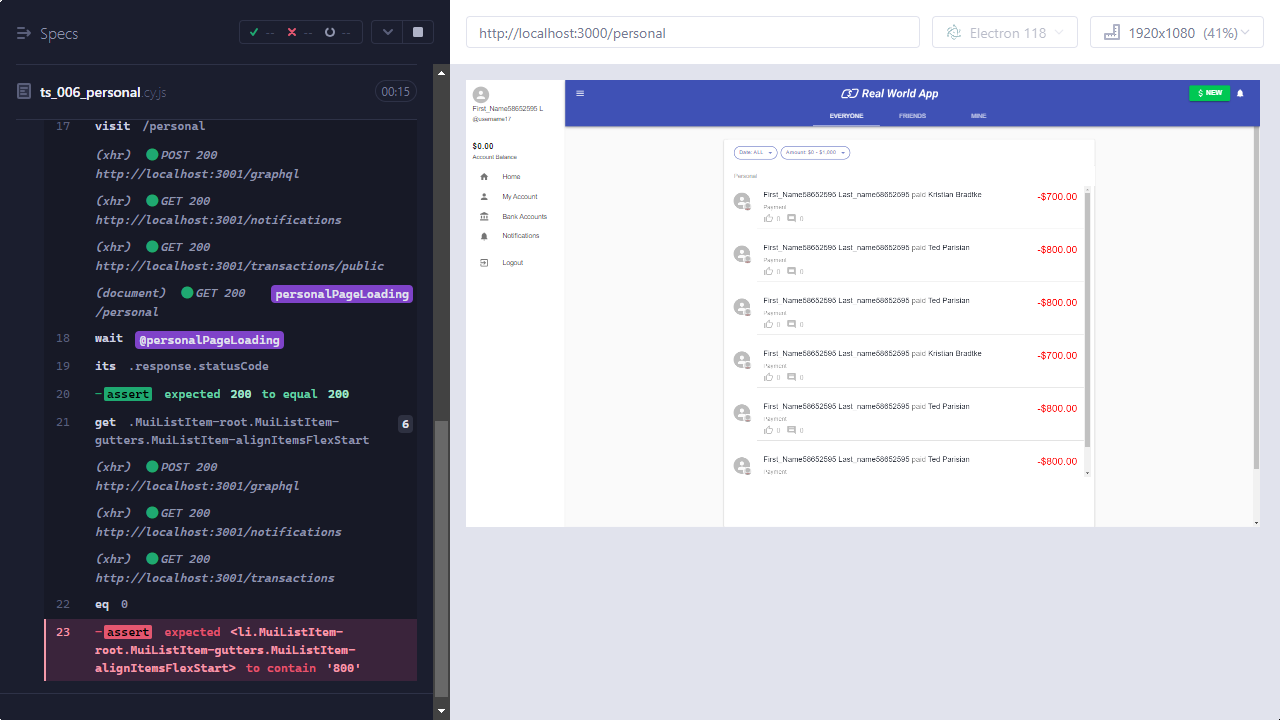 Specs
--
--
--
ts_006_personal.cy.js
00:15
17 visit /personal
(xhr) POST 200
http://localhost:3001/graphql
(xhr) GET 200
http://localhost:3001/notifications
(xhr) GET 200
http://localhost:3001/transactions/public
(document) GET 200 personalPageLoading
/personal
18 wait @personalPageLoading
19 its .response.statusCode
20 -assert expected 200 to equal 200
21 get .MuiListItem-root.MuiListItem-
gutters.MuiListItem-alignItemsFlexStart
6
(xhr) POST 200
http://localhost:3001/graphql
(xhr) GET 200
http://localhost:3001/notifications
(xhr) GET 200
http://localhost:3001/transactions
22 eq 0
23 -assert expected <li.MuiListItem-
root.MuiListItem-gutters.MuiListItem-
alignItemsFlexStart> to contain '800'
http://localhost:3000/personal
Electron 118
1920x1080 (41%)
First_Name58652595 L
@username17
$0.00
Account Balance
Home
My Account
Bank Accounts
Notifications
Logout
Real World App
$ NEW
EVERYONE FRIENDS MINE
Date: ALL
Amount: $0 - $1,000
Personal
First_Name58652595 Last_name58652595 paid Kristian Bradtke
-$700.00
Payment
0 0
First_Name58652595 Last_name58652595 paid Ted Parisian
-$800.00
Payment
0 0
First_Name58652595 Last_name58652595 paid Ted Parisian
-$800.00
Payment
0 0
First_Name58652595 Last_name58652595 paid Kristian Bradtke
-$700.00
Payment
0 0
First_Name58652595 Last_name58652595 paid Ted Parisian
-$800.00
Payment
0 0
First_Name58652595 Last_name58652595 paid Ted Parisian
-$800.00
Payment